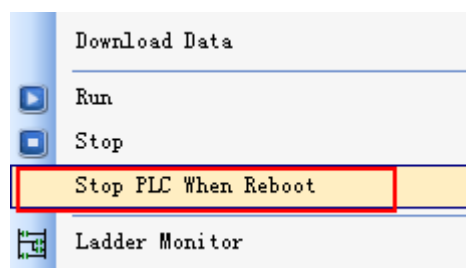 Download Data
Run
Stop
Stop PLC When Reboot
Ladder Monitor